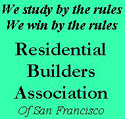 We study by the rules
We win by the rules
Residential
Builders
Association
Of San Francisco